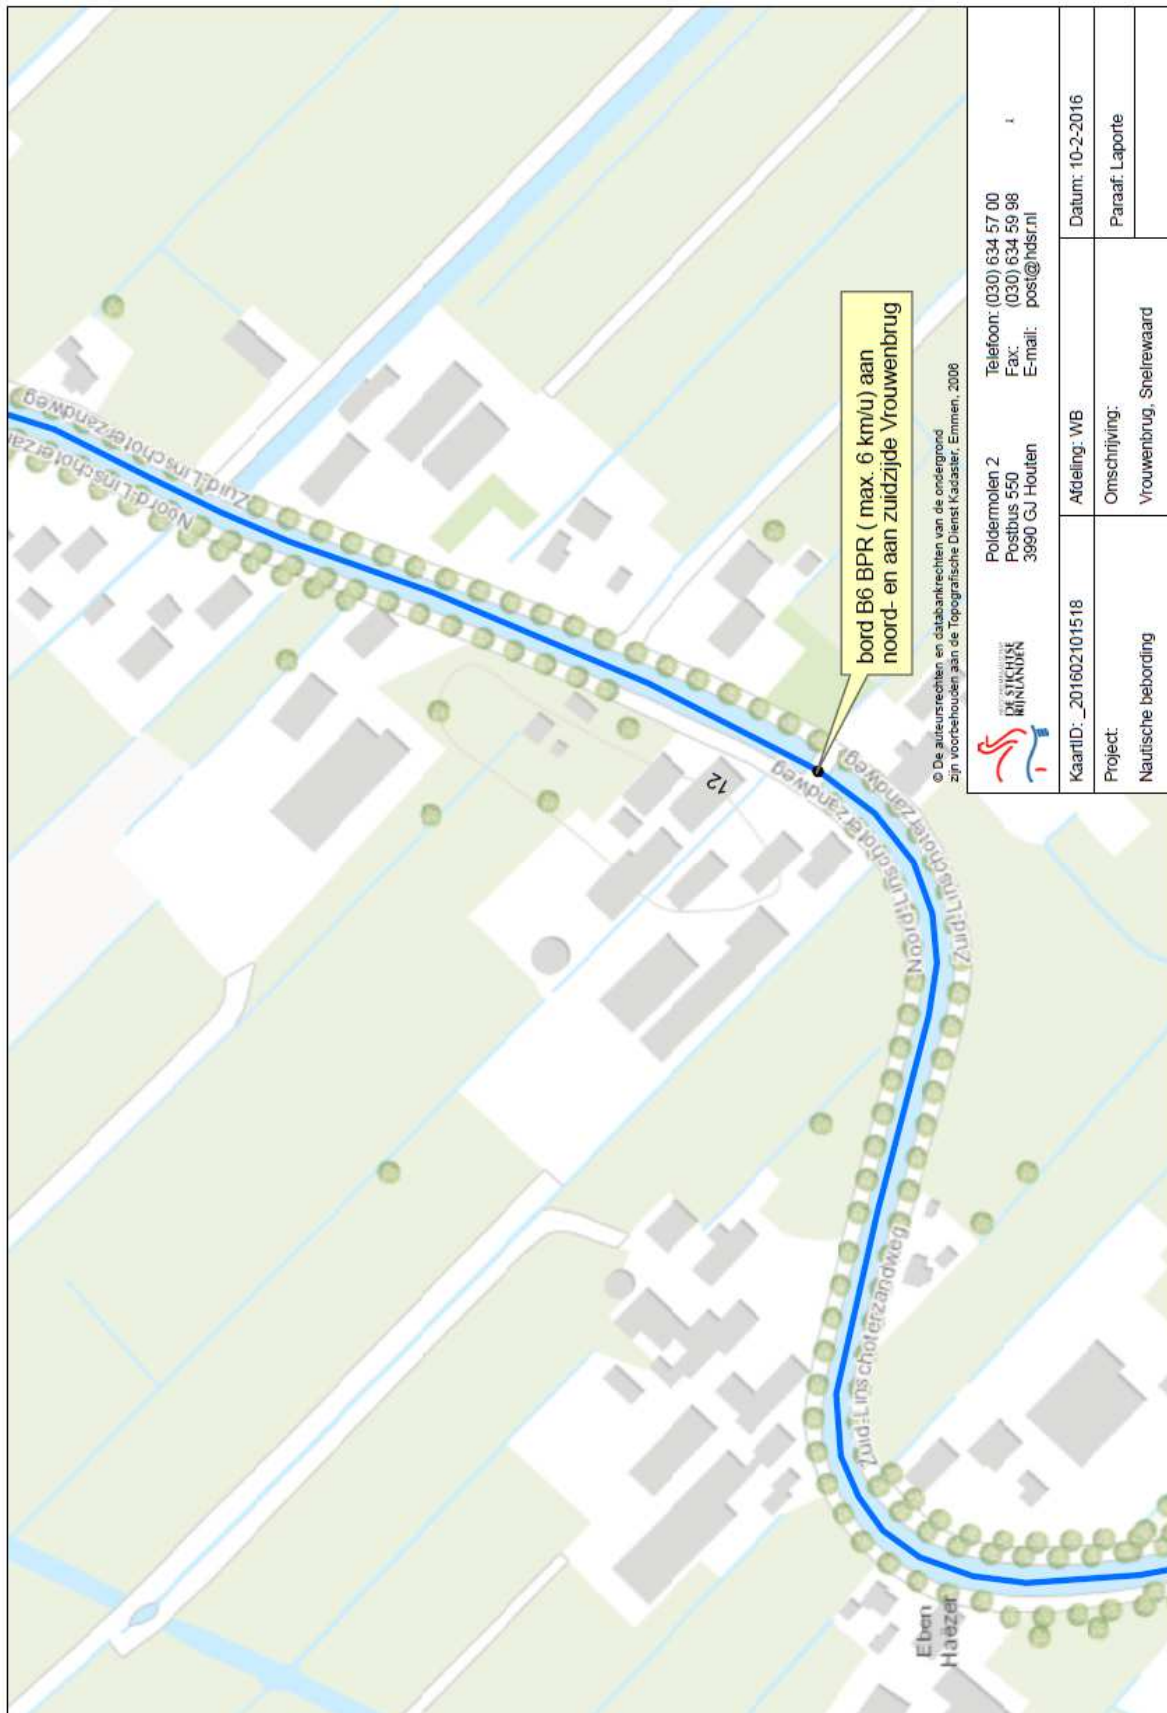 Noord-Linschoterza
Zuid-Linschoterzandweg
Noord-Linschoterzandweg
Zuid-Linschoterzandweg
12
Noord-Linschoterzandweg
Zuid-Linschoterzandweg
Zuid-Linschoterzandweg
Eben
Haëzer
bord B6 BPR ( max. 6 km/u) aan
noord- en aan zuidzijde Vrouwenbrug
© De auteursrechten en databankrechten van de ondergrond
zijn voorbehouden aan de Topografische Dienst Kadaster, Emmen, 2006
DE STICHTSE
RIJNLANDEN
Poldermolen 2
Postbus 550
3990 GJ Houten
Telefoon: (030) 634 57 00
Fax: (030) 634 59 98
E-mail: post@hdsr.nl
KaartID: _201602101518
Afdeling: WB
Datum: 10-2-2016
Project:
Omschrijving:
Paraaf: Laporte
Nautische bebording
Vrouwenbrug, Snelrewaard